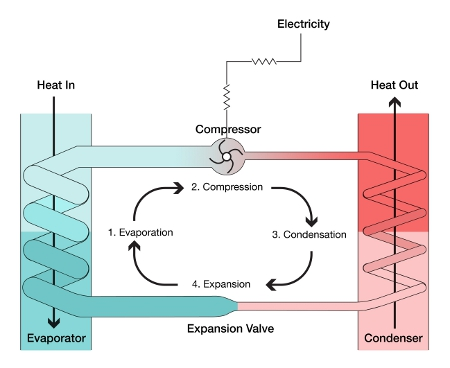 Electricity
Heat In
Heat Out
Compressor
2. Compression
1. Evaporation
3. Condensation
4. Expansion
Expansion Valve
Evaporator
Condenser